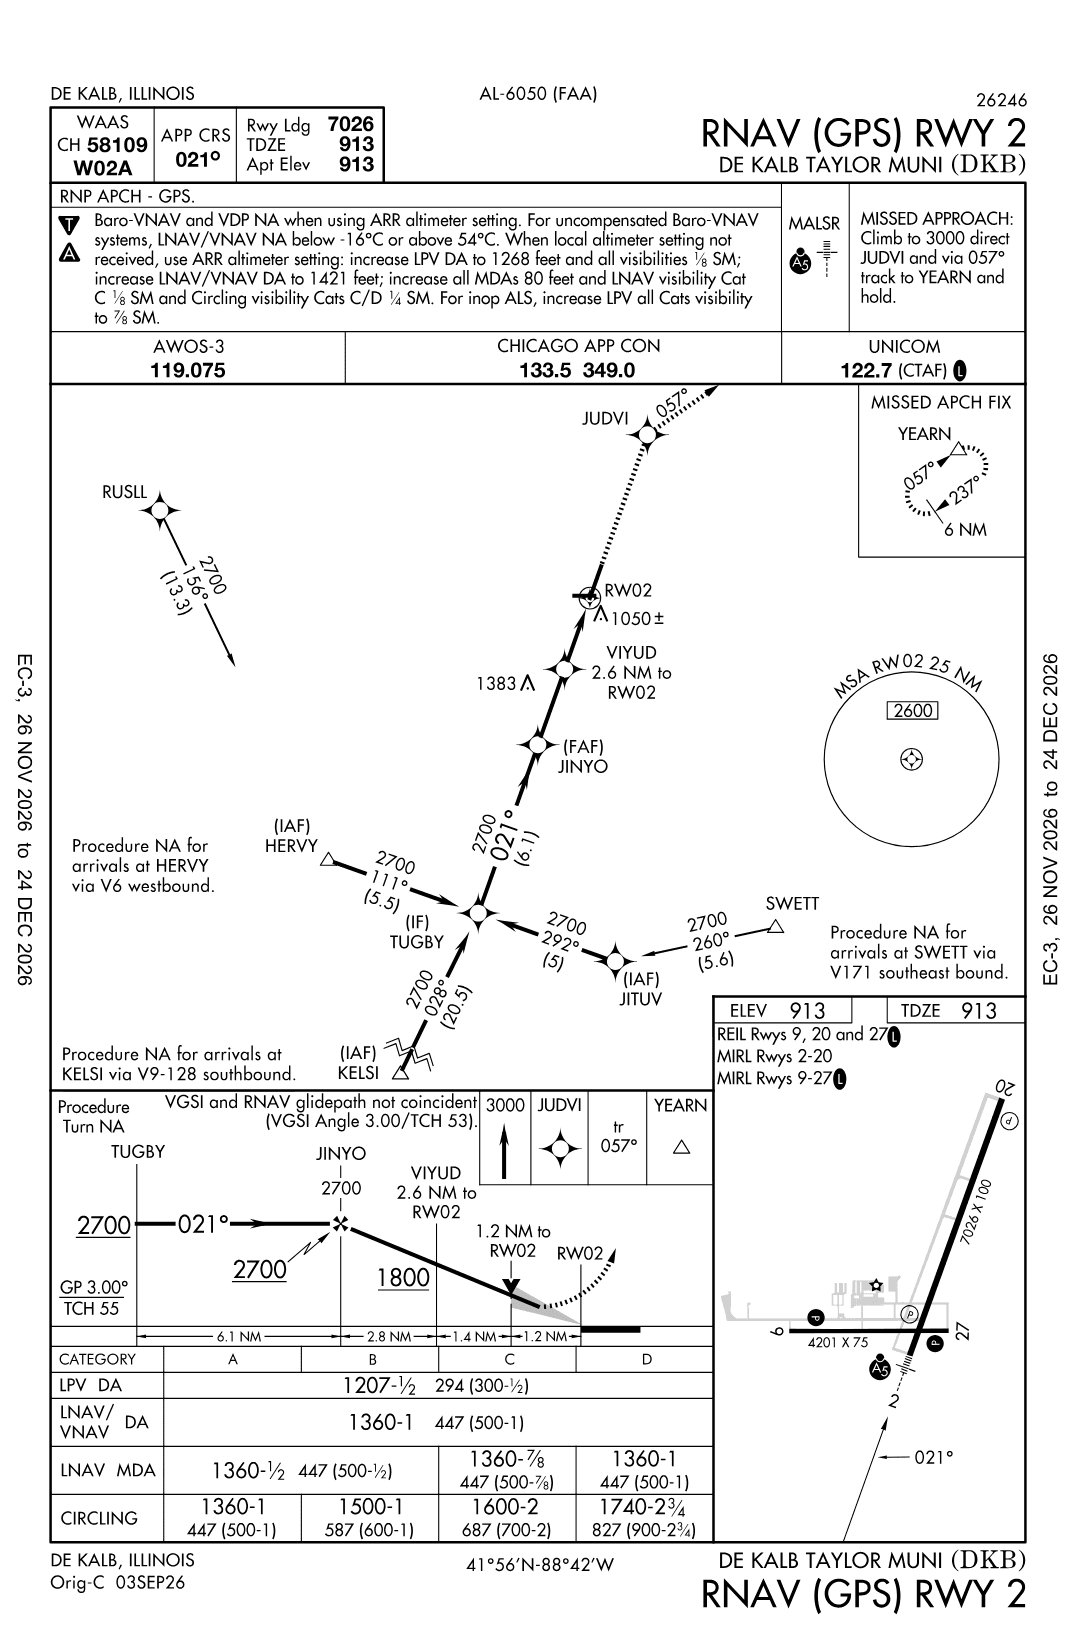 DE KALB, ILLINOIS
AL-6050 (FAA)
26246
WAAS
CH 58109
W02A
APP CRS
021°
Rwy Ldg 7026
TDZE 913
Apt Elev 913
RNAV (GPS) RWY 2
DE KALB TAYLOR MUNI (DKB)
RNP APCH - GPS.
T
A
Baro-VNAV and VDP NA when using ARR altimeter setting. For uncompensated Baro-VNAV
systems, LNAV/VNAV NA below -16°C or above 54°C. When local altimeter setting not
received, use ARR altimeter setting: increase LPV DA to 1268 feet and all visibilities ⅛ SM;
increase LNAV/VNAV DA to 1421 feet; increase all MDAs 80 feet and LNAV visibility Cat
C ⅛ SM and Circling visibility Cats C/D ¼ SM. For inop ALS, increase LPV all Cats visibility
to ⅞ SM.
MALSR
A5
MISSED APPROACH:
Climb to 3000 direct
JUDVI and via 057°
track to YEARN and
hold.
AWOS-3
119.075
CHICAGO APP CON
133.5 349.0
UNICOM
122.7 (CTAF) L
JUDVI
057°
MISSED APCH FIX
YEARN
057°
237°
6 NM
RUSLL
2700
156°
(13.3)
RW02
1050 ±
VIYUD
2.6 NM to
RW02
1383
(FAF)
JINYO
MSA RW02 25 NM
2600
2700
021°
(6.1)
(IAF)
HERVY
Procedure NA for
arrivals at HERVY
via V6 westbound.
2700
111°
(5.5)
(IF)
TUGBY
2700
292°
(5)
SWETT
2700
260°
(5.6)
Procedure NA for
arrivals at SWETT via
V171 southeast bound.
(IAF)
JITUV
2700
028°
(20.5)
(IAF)
KELSI
Procedure NA for arrivals at
KELSI via V9-128 southbound.
EC-3, 26 NOV 2026 to 24 DEC 2026
EC-3, 26 NOV 2026 to 24 DEC 2026
ELEV 913
TDZE 913
REIL Rwys 9, 20 and 27 L
MIRL Rwys 2-20
MIRL Rwys 9-27 L
20
P
7026 X 100
P
P
P
9
27
4201 X 75
A5
2
021°
Procedure
Turn NA
VGSI and RNAV glidepath not coincident
(VGSI Angle 3.00/TCH 53).
3000
JUDVI
tr
057°
YEARN
TUGBY
JINYO
2700
VIYUD
2.6 NM to
RW02
1.2 NM to
RW02
RW02
2700
021°
2700
1800
GP 3.00°
TCH 55
6.1 NM
2.8 NM
1.4 NM
1.2 NM
CATEGORY A B C D
LPV DA 1207-½ 294 (300-½)
LNAV/
VNAV DA 1360-1 447 (500-1)
LNAV MDA 1360-½ 447 (500-½)
1360-⅞
447 (500-⅞)
1360-1
447 (500-1)
CIRCLING
1360-1
447 (500-1)
1500-1
587 (600-1)
1600-2
687 (700-2)
1740-2¾
827 (900-2¾)
DE KALB, ILLINOIS
Orig-C 03SEP26
41°56'N-88°42'W
DE KALB TAYLOR MUNI (DKB)
RNAV (GPS) RWY 2